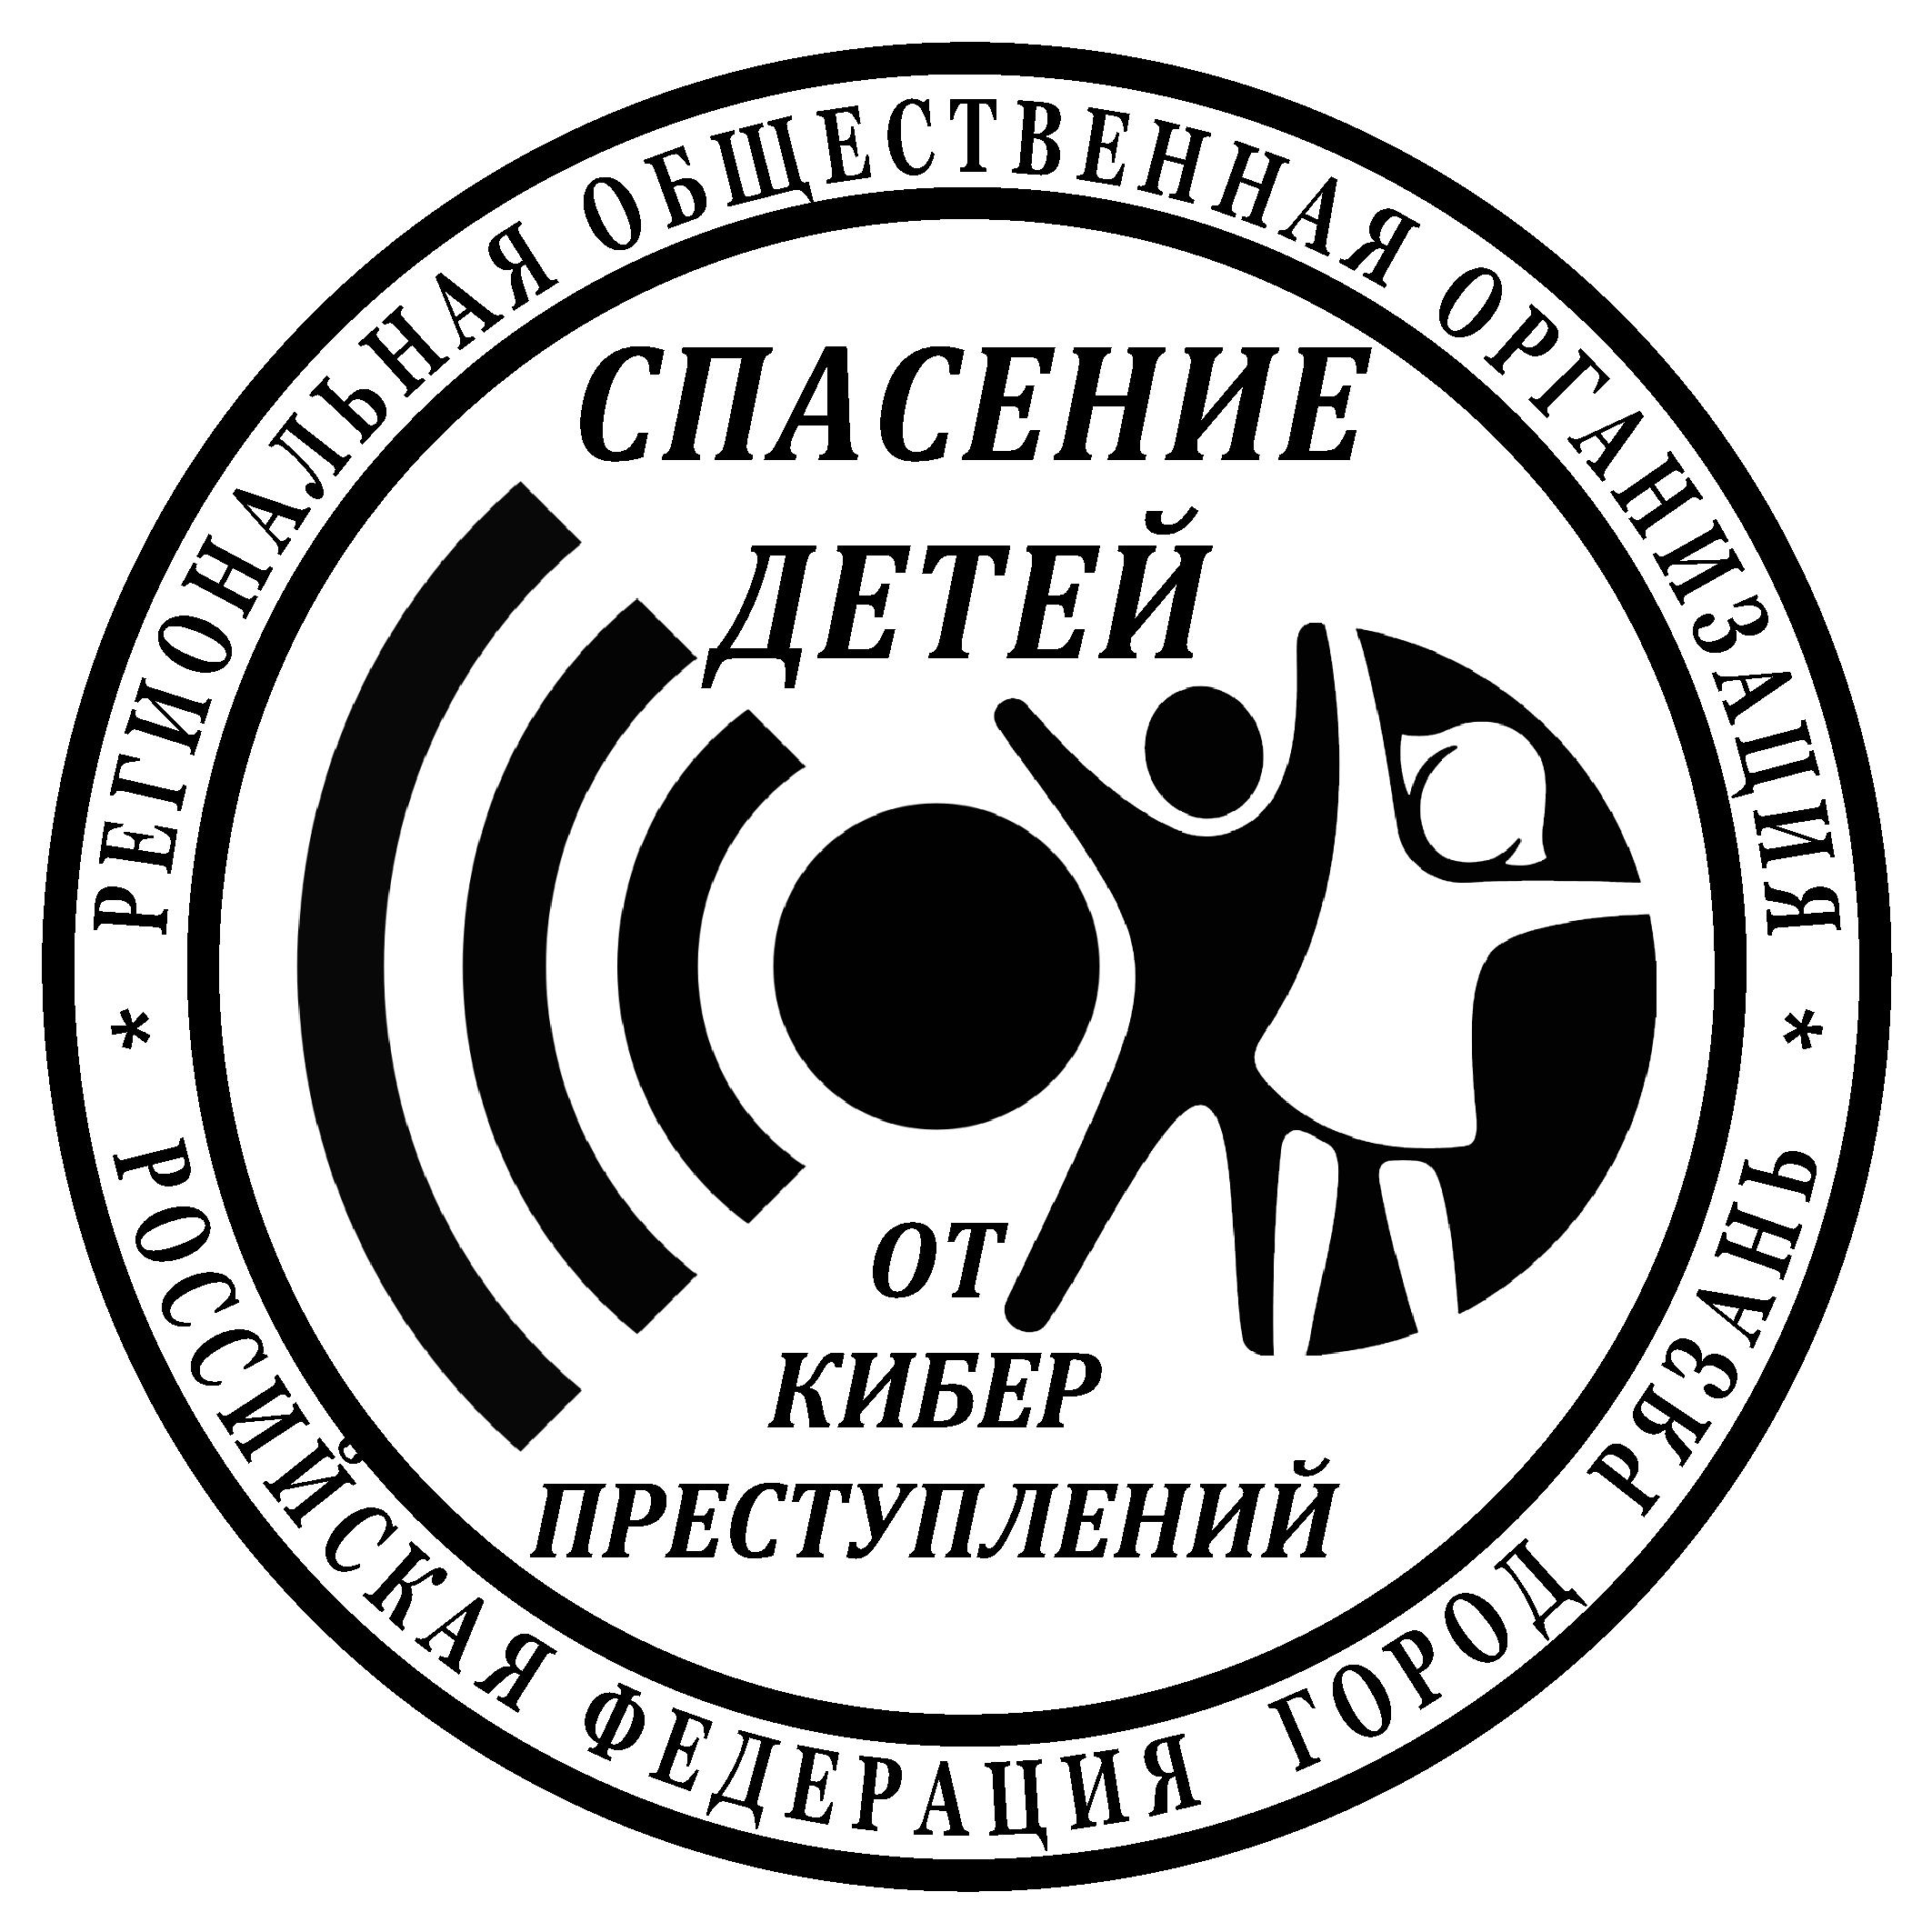 РЕГИОНАЛЬНАЯ ОБЩЕСТВЕННАЯ ОРГАНИЗАЦИЯ
СПАСЕНИЕ
ДЕТЕЙ
ОТ
КИБЕР
ПРЕСТУПЛЕНИЙ
* РОССИЙСКАЯ ФЕДЕРАЦИЯ ГОРОД РЯЗАНЬ *